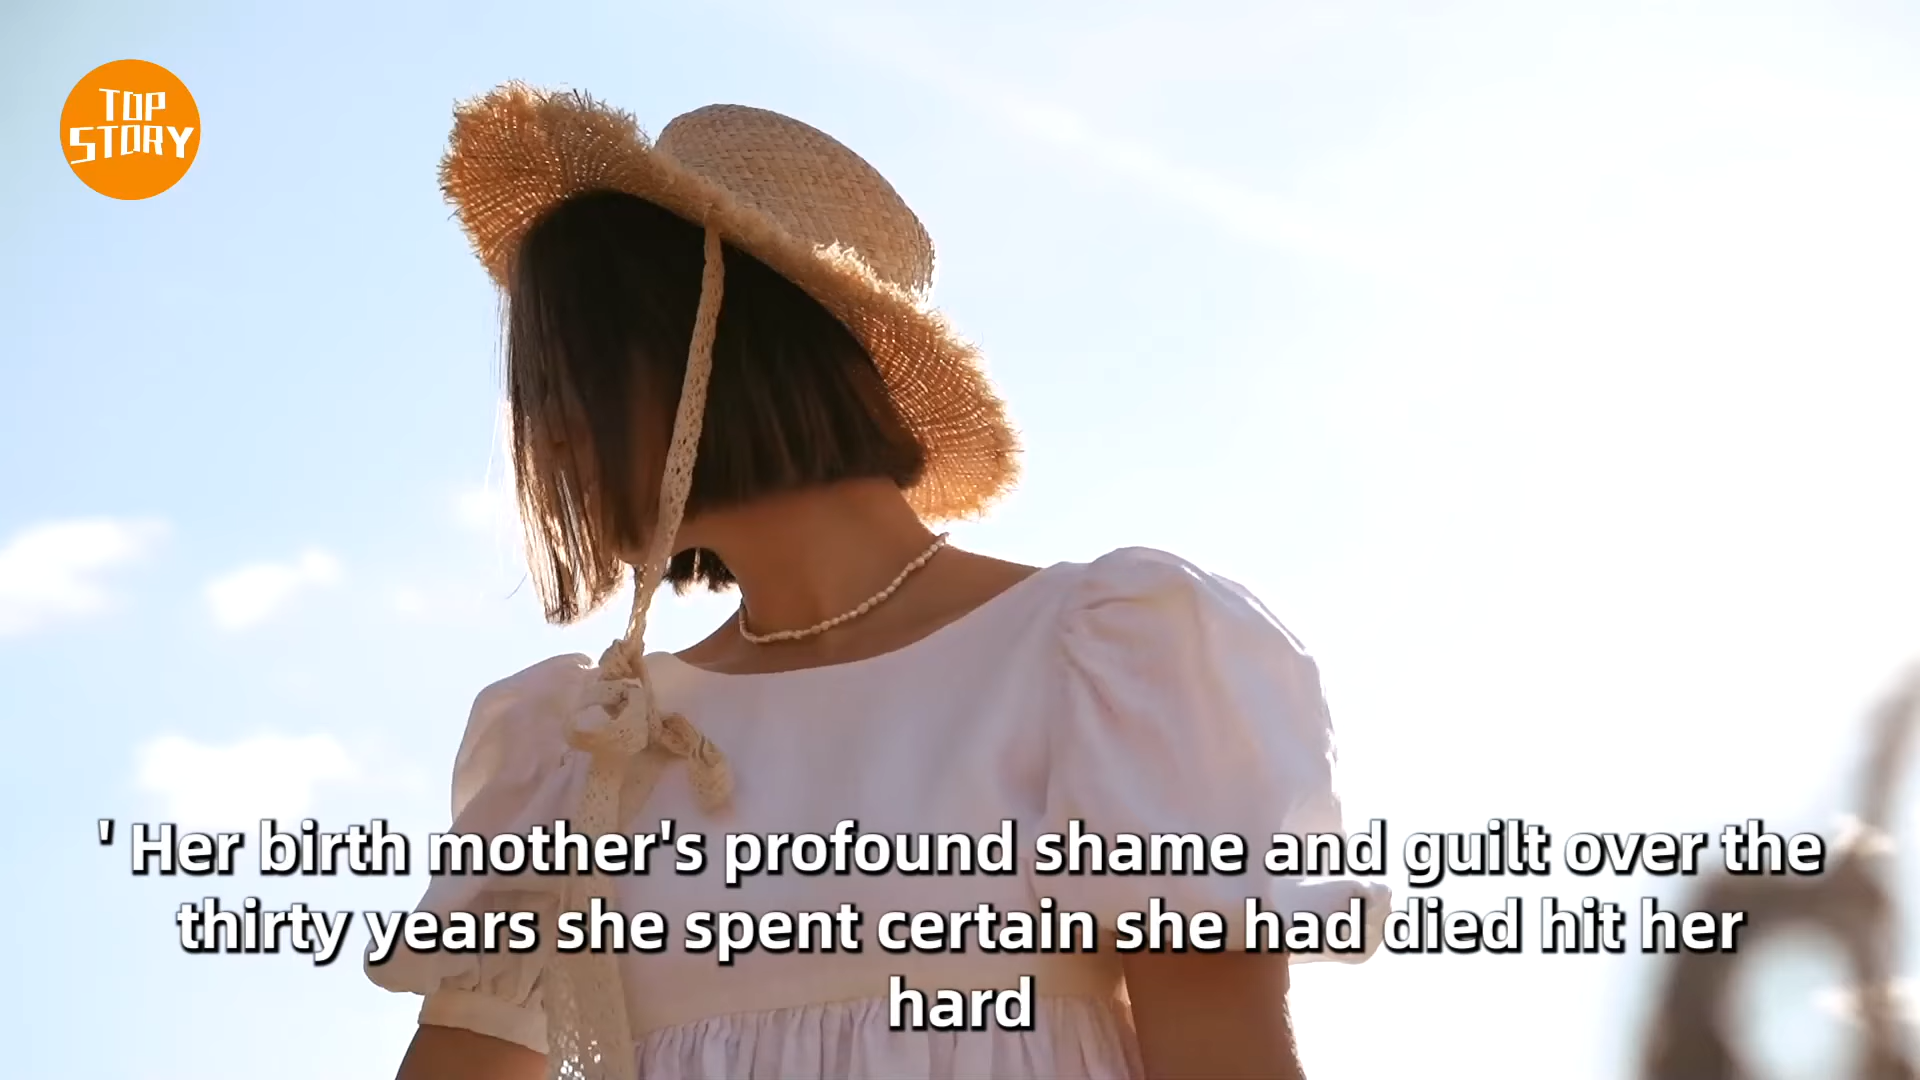 TOP
STORY
' Her birth mother's profound shame and guilt over the
thirty years she spent certain she had died hit her
hard